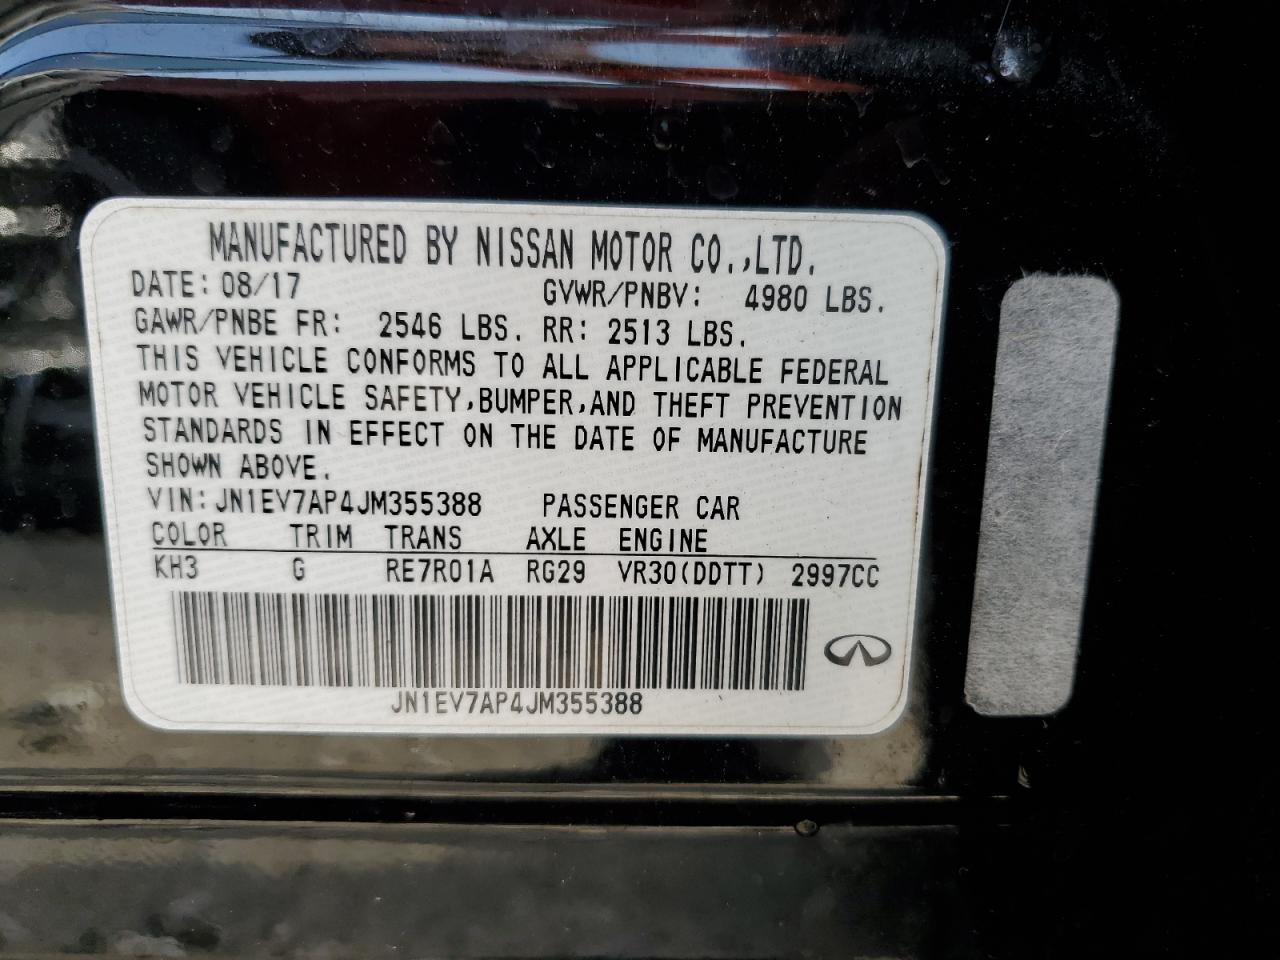 MANUFACTURED BY NISSAN MOTOR CO.,LTD.
DATE: 08/17 GVWR/PNBV: 4980 LBS.
GAWR/PNBE FR: 2546 LBS. RR: 2513 LBS.
THIS VEHICLE CONFORMS TO ALL APPLICABLE FEDERAL
MOTOR VEHICLE SAFETY,BUMPER,AND THEFT PREVENTION
STANDARDS IN EFFECT ON THE DATE OF MANUFACTURE
SHOWN ABOVE.
VIN: JN1EV7AP4JM355388 PASSENGER CAR
COLOR TRIM TRANS AXLE ENGINE
KH3 G RE7R01A RG29 VR30(DDTT) 2997CC
JN1EV7AP4JM355388